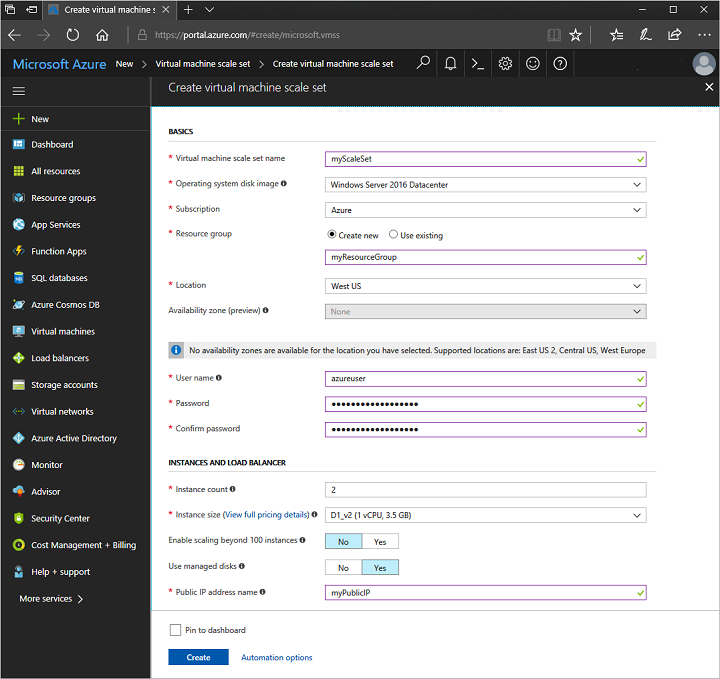 Create virtual machine s
https://portal.azure.com/#create/microsoft.vmss
Microsoft Azure New > Virtual machine scale set > Create virtual machine scale set
Create virtual machine scale set
New
Dashboard
All resources
Resource groups
App Services
Function Apps
SQL databases
Azure Cosmos DB
Virtual machines
Load balancers
Storage accounts
Virtual networks
Azure Active Directory
Monitor
Advisor
Security Center
Cost Management + Billing
Help + support
More services >
BASICS
* Virtual machine scale set name myScaleSet
* Operating system disk image Windows Server 2016 Datacenter
* Subscription Azure
* Resource group Create new Use existing
myResourceGroup
* Location West US
Availability zone (preview) None
No availability zones are available for the location you have selected. Supported locations are: East US 2, Central US, West Europe
* User name azureuser
* Password ••••••••••••••••••
* Confirm password ••••••••••••••••••
INSTANCES AND LOAD BALANCER
* Instance count 2
* Instance size (View full pricing details) D1_v2 (1 vCPU, 3.5 GB)
Enable scaling beyond 100 instances No Yes
Use managed disks No Yes
* Public IP address name myPublicIP
Pin to dashboard
Create Automation options